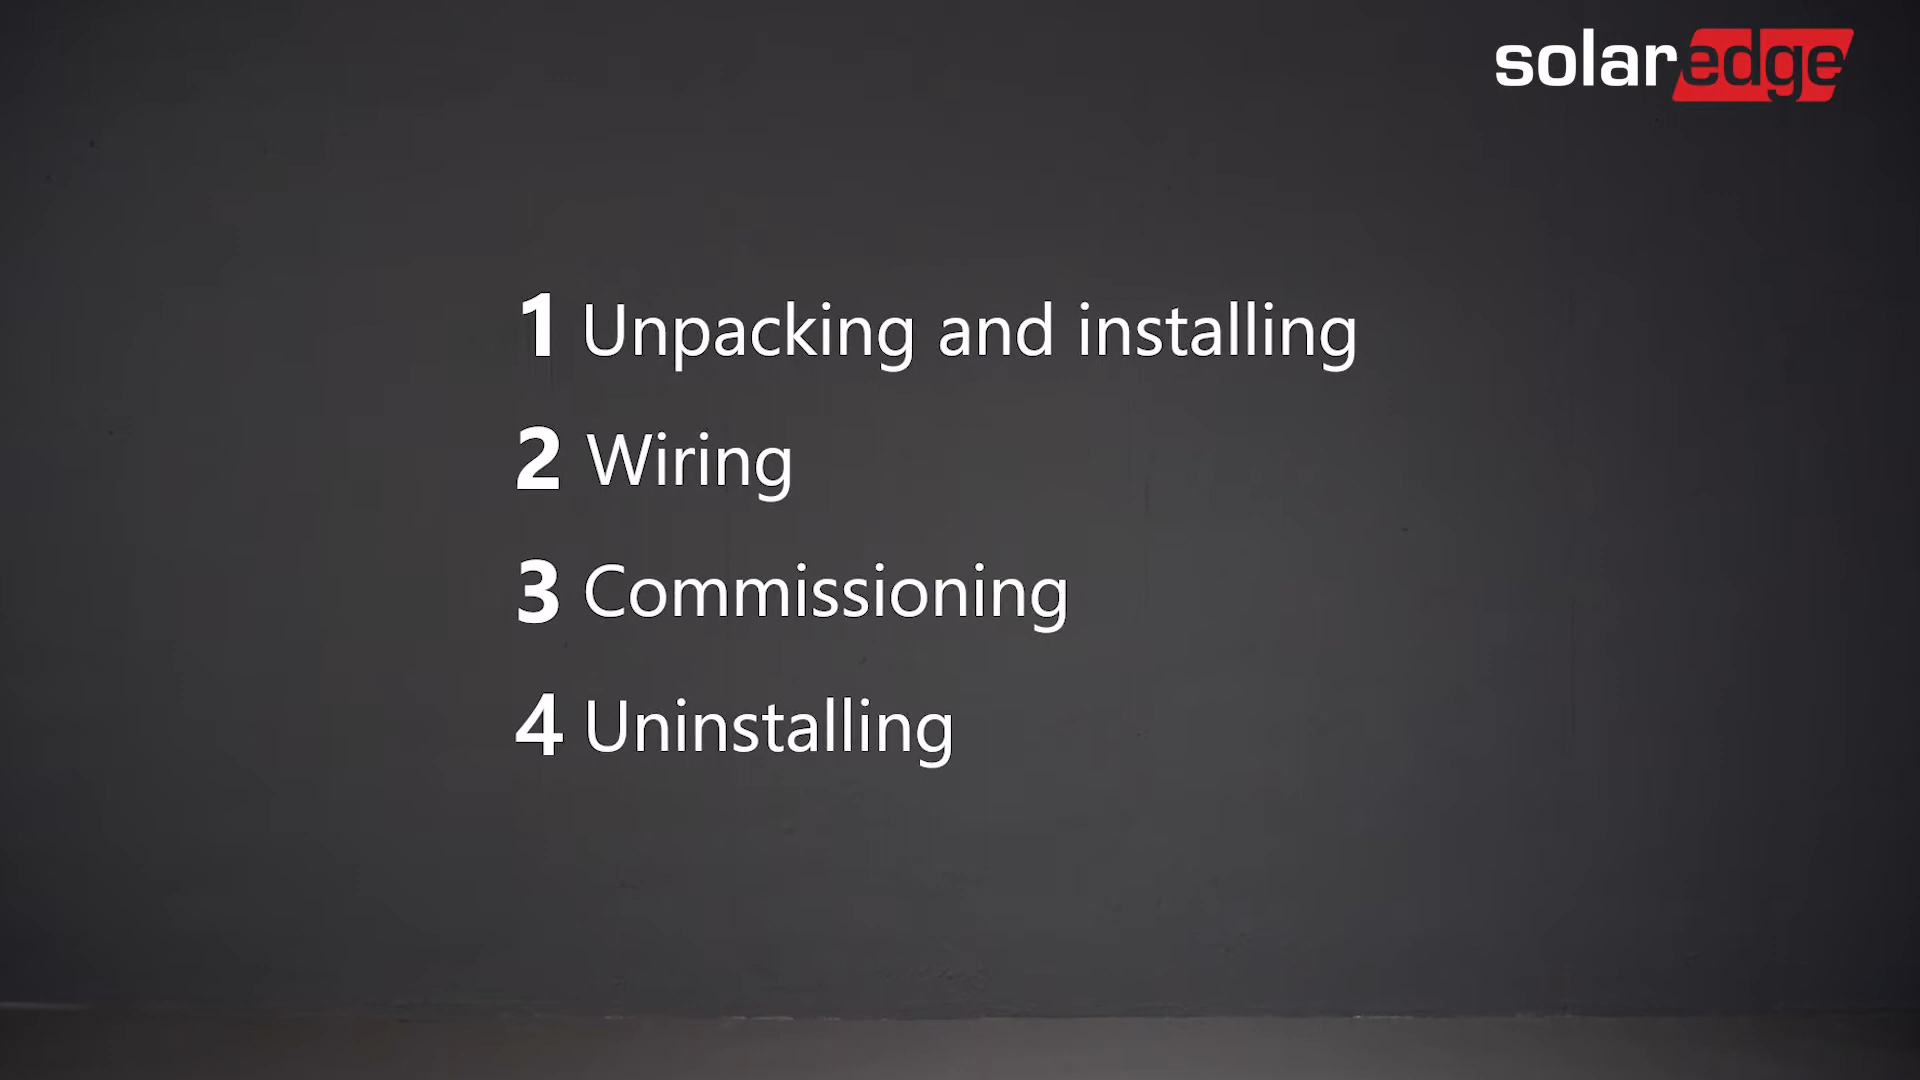 solaredge
1 Unpacking and installing
2 Wiring
3 Commissioning
4 Uninstalling